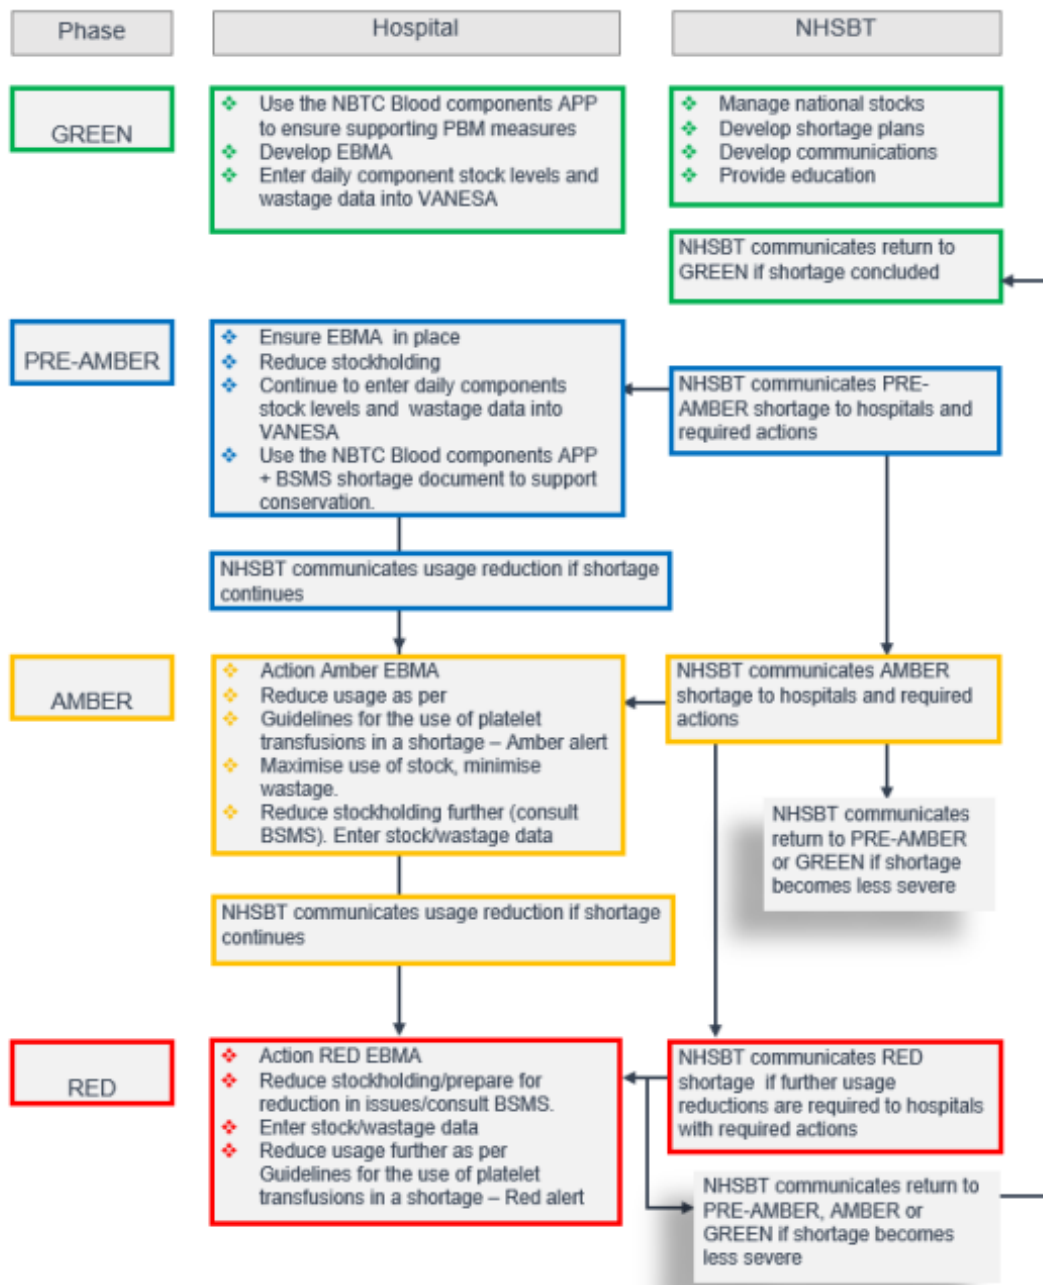 Phase
Hospital
NHSBT
GREEN
Use the NBTC Blood components APP
to ensure supporting PBM measures
Develop EBMA
Enter daily component stock levels and
wastage data into VANESA
Manage national stocks
Develop shortage plans
Develop communications
Provide education
NHSBT communicates return to
GREEN if shortage concluded
PRE-AMBER
Ensure EBMA in place
Reduce stockholding
Continue to enter daily components
stock levels and wastage data into
VANESA
Use the NBTC Blood components APP
+ BSMS shortage document to support
conservation.
NHSBT communicates PRE-
AMBER shortage to hospitals and
required actions
NHSBT communicates usage reduction if shortage
continues
AMBER
Action Amber EBMA
Reduce usage as per
Guidelines for the use of platelet
transfusions in a shortage – Amber alert
Maximise use of stock, minimise
wastage.
Reduce stockholding further (consult
BSMS). Enter stock/wastage data
NHSBT communicates AMBER
shortage to hospitals and required
actions
NHSBT communicates
return to PRE-AMBER
or GREEN if shortage
becomes less severe
NHSBT communicates usage reduction if shortage
continues
RED
Action RED EBMA
Reduce stockholding/prepare for
reduction in issues/consult BSMS.
Enter stock/wastage data
Reduce usage further as per
Guidelines for the use of platelet
transfusions in a shortage – Red alert
NHSBT communicates RED
shortage if further usage
reductions are required to hospitals
with required actions
NHSBT communicates return to
PRE-AMBER, AMBER or
GREEN if shortage becomes
less severe